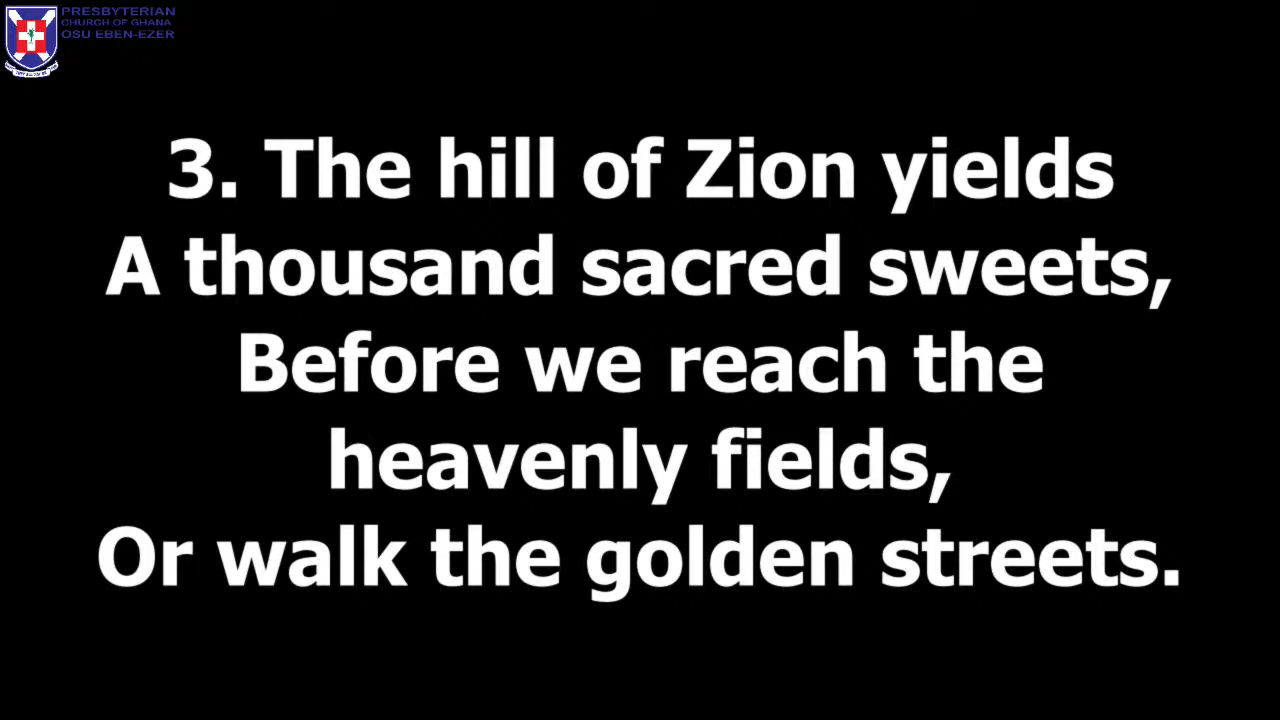 PRESBYTERIAN
CHURCH OF GHANA
OSU EBEN-EZER
3. The hill of Zion yields
A thousand sacred sweets,
Before we reach the
heavenly fields,
Or walk the golden streets.